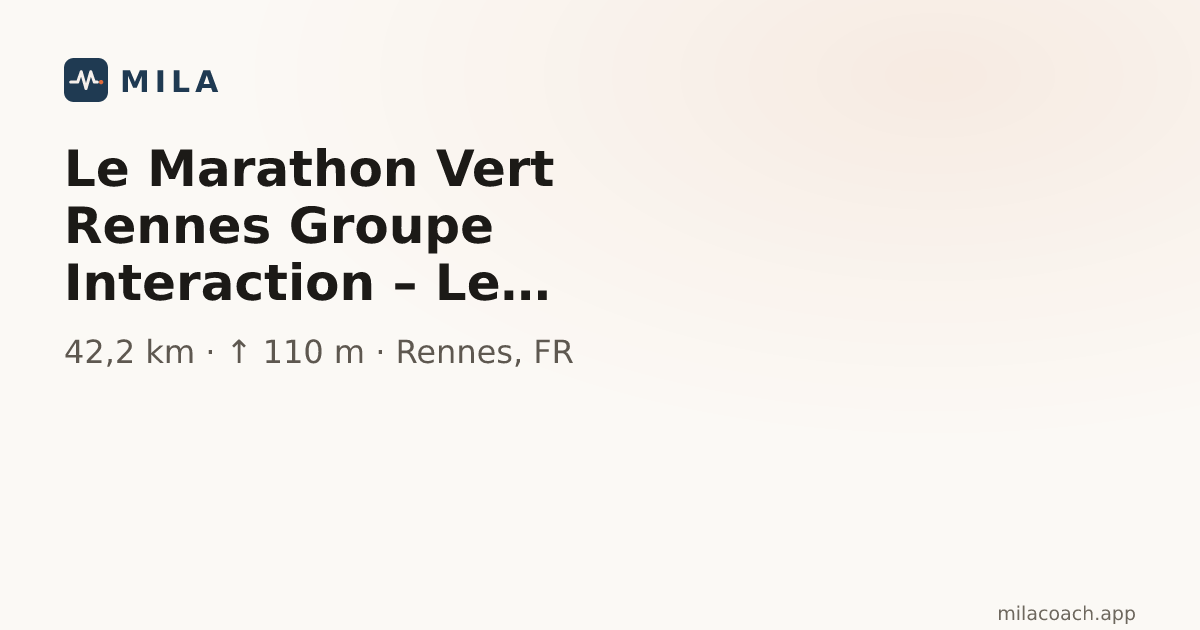 MILA
Le Marathon Vert
Rennes Groupe
Interaction – Le…
42,2 km · ↑ 110 m · Rennes, FR
milacoach.app